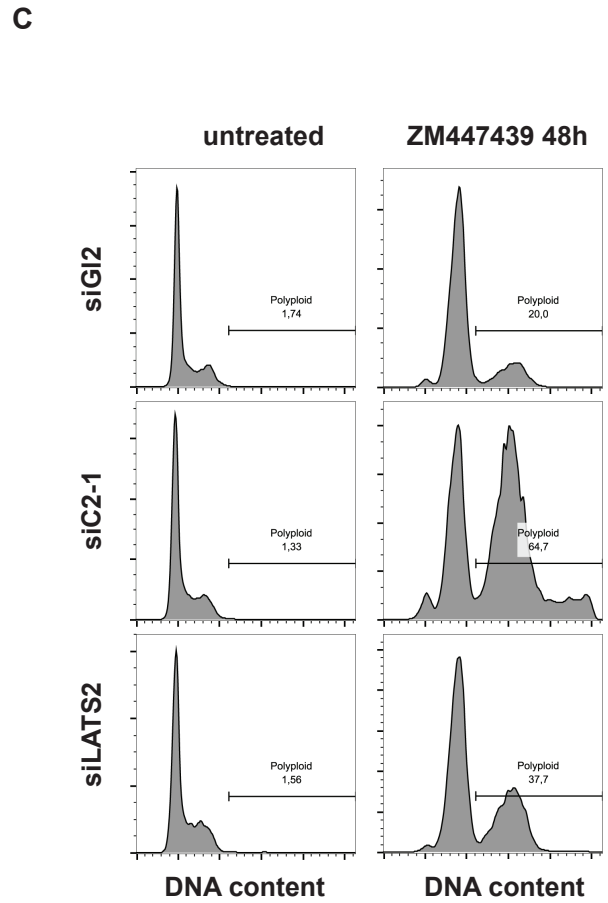 C
untreated
ZM447439 48h
siGl2
Polyploid
1,74
Polyploid
20,0
siC2-1
Polyploid
1,33
Polyploid
64,7
siLATS2
Polyploid
1,56
Polyploid
37,7
DNA content
DNA content